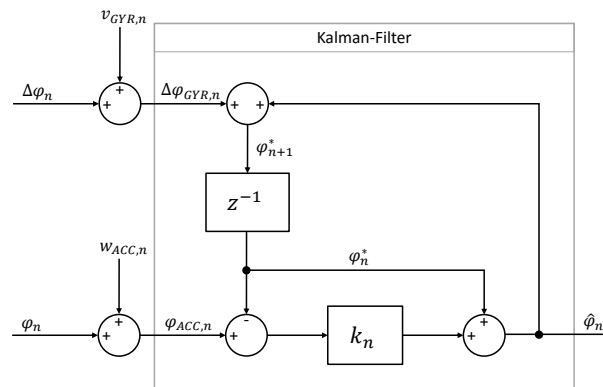 v_{GYR,n}
Kalman-Filter
Δφ_n
+
+
Δφ_{GYR,n}
+
+
φ^*_{n+1}
z^{-1}
w_{ACC,n}
φ^*_n
φ_n
+
+
φ_{ACC,n}
+
-
k_n
+
+
φ̂_n